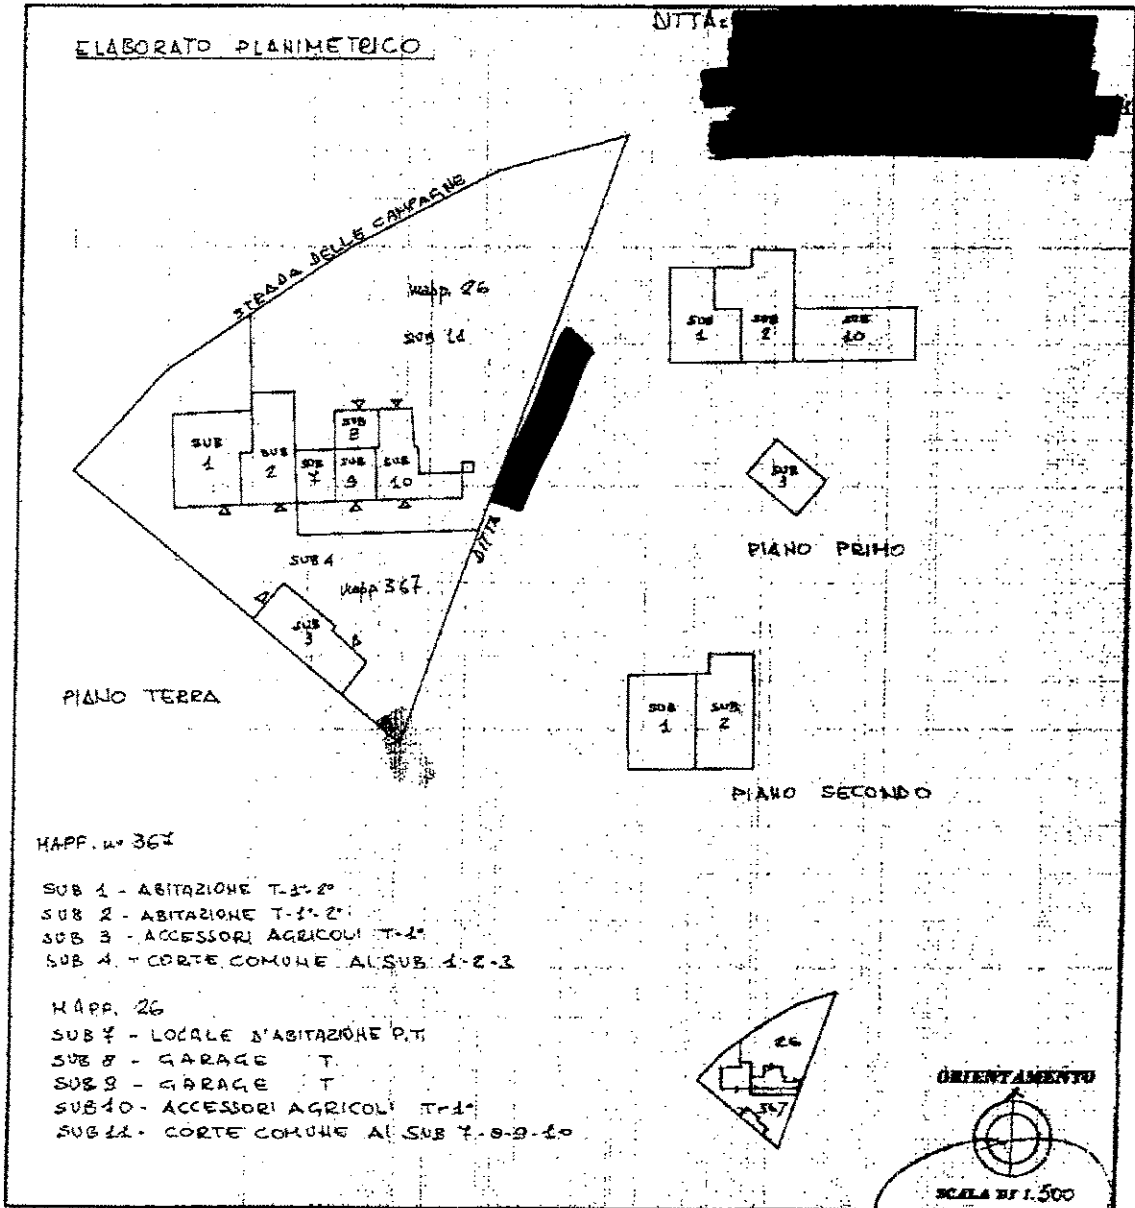 ELABORATO PLANIMETRICO
DITTA:
STRADA DELLE CAMPAGNE
mapp. 26
SUB 11
SUB 1
SUB 2
SUB 7
SUB 8
SUB 9
SUB 10
DITTA
SUB 4
mapp 367
SUB 3
PIANO TERRA
SUB 1
SUB 2
SUB 10
SUB 3
PIANO PRIMO
SUB 1
SUB 2
PIANO SECONDO
MAPP. n° 367
SUB 1 - ABITAZIONE T-1°-2°
SUB 2 - ABITAZIONE T-1°-2°
SUB 3 - ACCESSORI AGRICOLI T-1°
SUB 4 - CORTE COMUNE AI SUB 1-2-3
MAPP. 26
SUB 7 - LOCALE D'ABITAZIONE P.T.
SUB 8 - GARAGE T
SUB 9 - GARAGE T
SUB 10 - ACCESSORI AGRICOLI T-1°
SUB 11 - CORTE COMUNE AI SUB 7-8-9-10
26
367
ORIENTAMENTO
SCALA DI 1:500